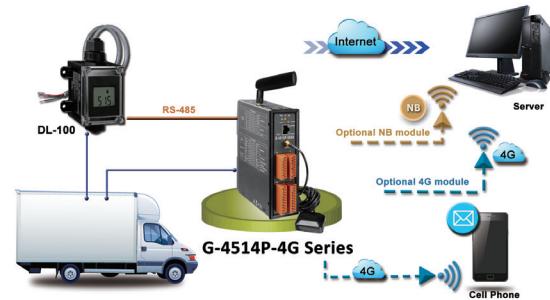 Internet
515
DL-100
RS-485
Server
NB
Optional NB module
4G
Optional 4G module
G-4514P-4G Series
4G
Cell Phone